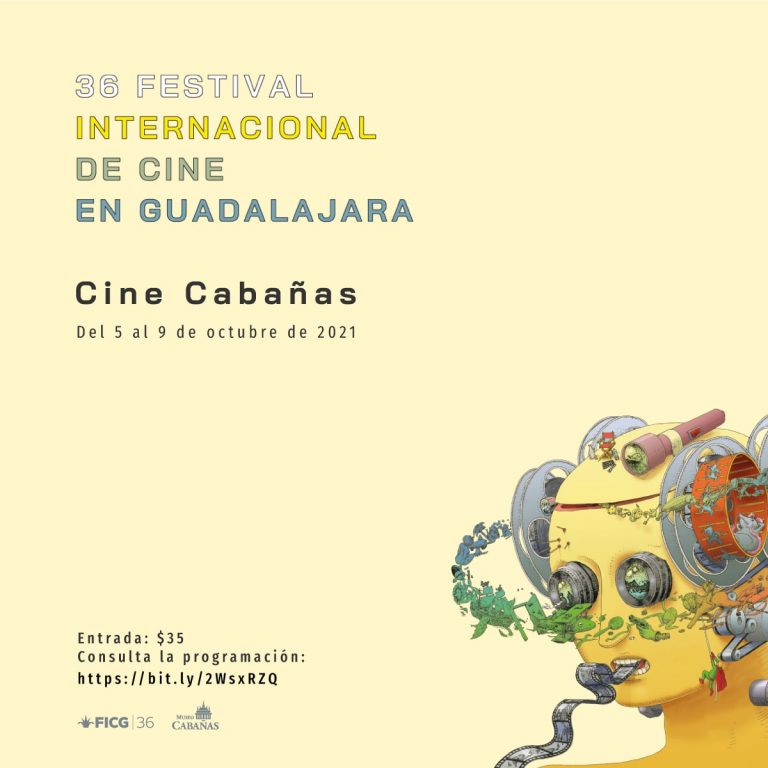 36 FESTIVAL
INTERNACIONAL
DE CINE
EN GUADALAJARA
Cine Cabañas
Del 5 al 9 de octubre de 2021
Entrada: $35
Consulta la programación:
https://bit.ly/2WsxRZQ
FICG | 36
MUSEO
CABAÑAS